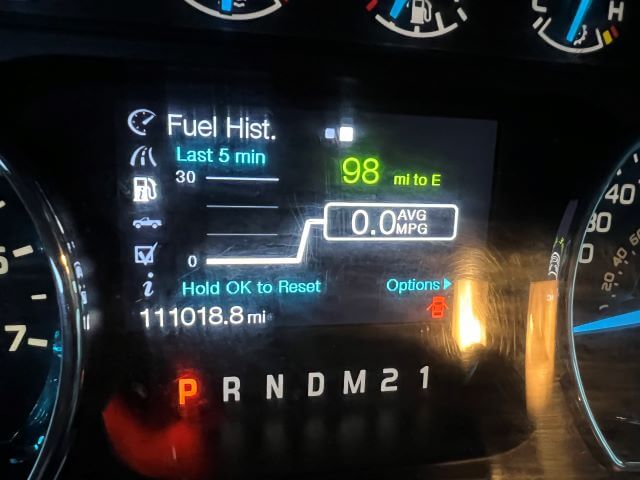 H
Fuel Hist.
Last 5 min
30
98 mi to E
0.0 AVG MPG
0
Hold OK to Reset
Options
111018.8 mi
P R N D M 2 1
7
20
40